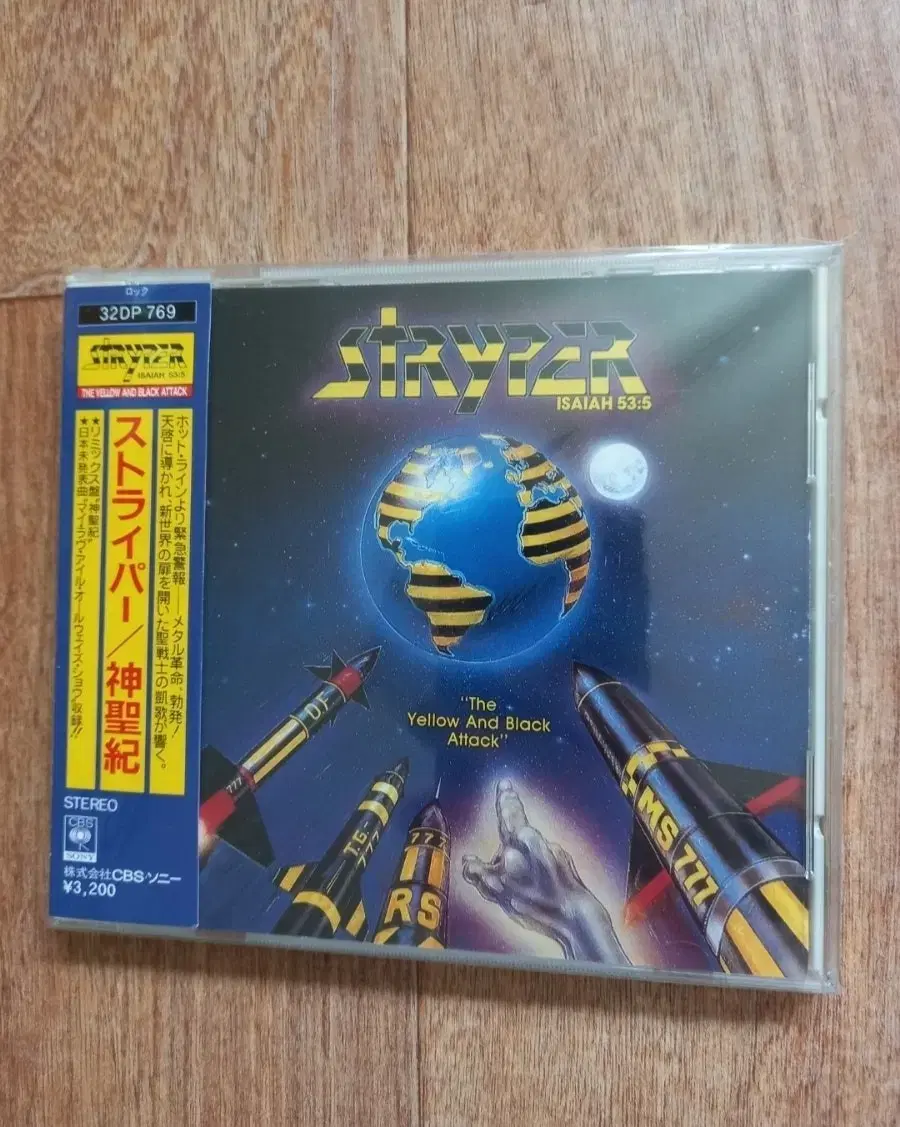 ロック
32DP 769
STRYPER
ISAIAH 53:5
THE YELLOW AND BLACK ATTACK
ホット・ラインより緊急警報——メタル革命、勃発!
天啓に導かれ、新世界の扉を開いた聖戦士の凱歌が響く。
ストライパー/神聖紀
★リミックス盤“神聖紀”
★日本未発表曲“マイ・ラヴ・アイル・オールウェイズ・ショウ”収録!!
STEREO
CBS
SONY
株式会社CBS・ソニー
¥3,200
STRYPER
ISAIAH 53:5
"The
Yellow And Black
Attack"
777
T.G.
777
777
RS
MS 777